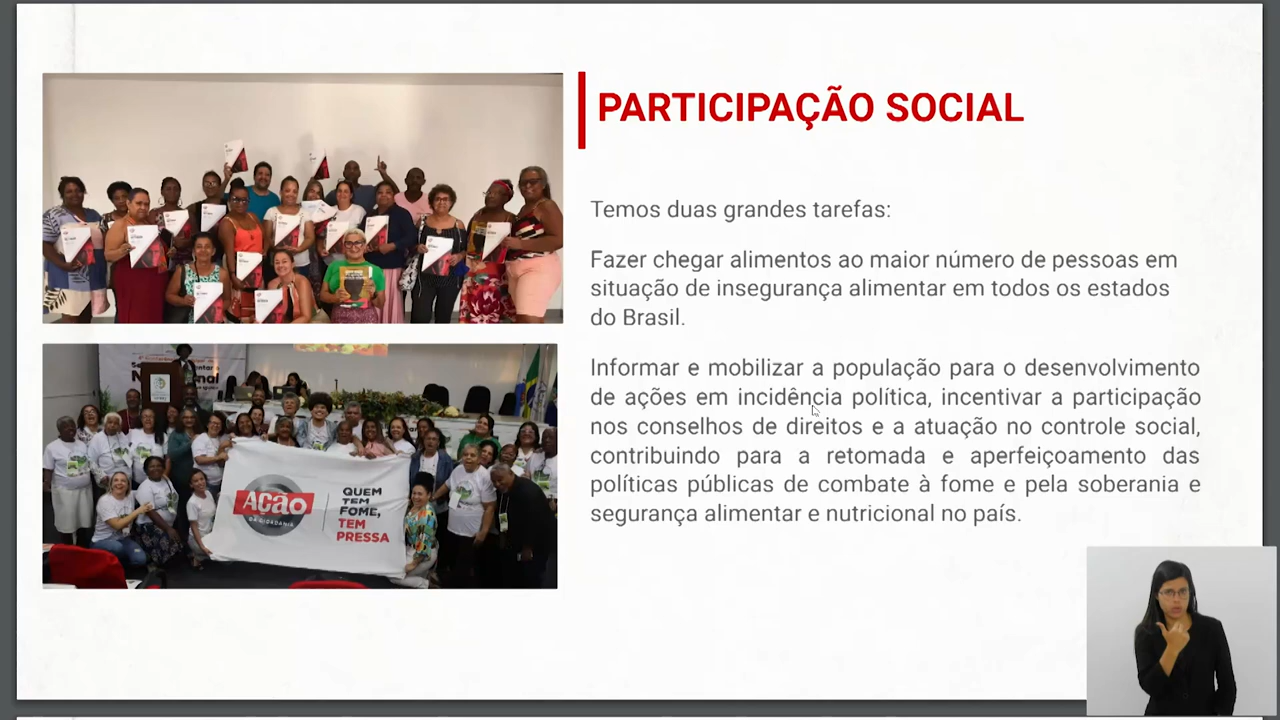 PARTICIPAÇÃO SOCIAL
Temos duas grandes tarefas:
Fazer chegar alimentos ao maior número de pessoas em
situação de insegurança alimentar em todos os estados
do Brasil.
Informar e mobilizar a população para o desenvolvimento
de ações em incidência política, incentivar a participação
nos conselhos de direitos e a atuação no controle social,
contribuindo para a retomada e aperfeiçoamento das
políticas públicas de combate à fome e pela soberania e
segurança alimentar e nutricional no país.
AÇÃO
DA CIDADANIA
QUEM
TEM
FOME,
TEM
PRESSA